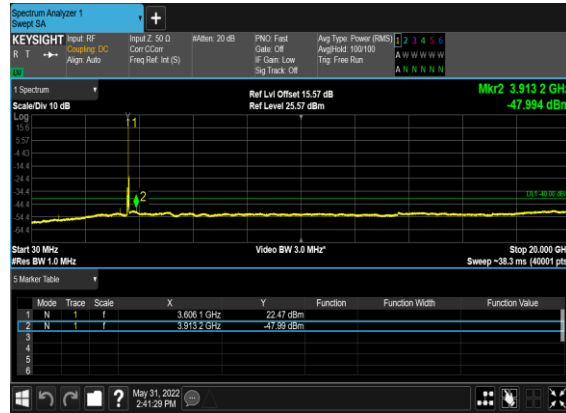 Spectrum Analyzer 1
Swept SA
KEYSIGHT Input: RF Input Z: 50 Ω #Atten: 20 dB PNO: Fast Avg Type: Power (RMS) 1 2 3 4 5 6
R T Coupling: DC Corr CCorr Gate: Off Avg|Hold: 100/100 A W W W W W
Align: Auto Freq Ref: Int (S) IF Gain: Low Trig: Free Run
LW Sig Track: Off A N N N N N
1 Spectrum Ref Lvl Offset 15.57 dB Mkr2 3.913 2 GHz
Scale/Div 10 dB Ref Level 25.57 dBm -47.994 dBm
Log
15.6
5.57
-4.43
-14.4
-24.4
-34.4
-44.4
-54.4
-64.4
1
2
DL1 -40.00 dBm
Start 30 MHz Video BW 3.0 MHz* Stop 20.000 GHz
#Res BW 1.0 MHz Sweep ~38.3 ms (40001 pts)
5 Marker Table
Mode Trace Scale X Y Function Function Width Function Value
1 N 1 f 3.606 1 GHz 22.47 dBm
2 N 1 f 3.913 2 GHz -47.99 dBm
3
4
5
6
? May 31, 2022
2:41:29 PM